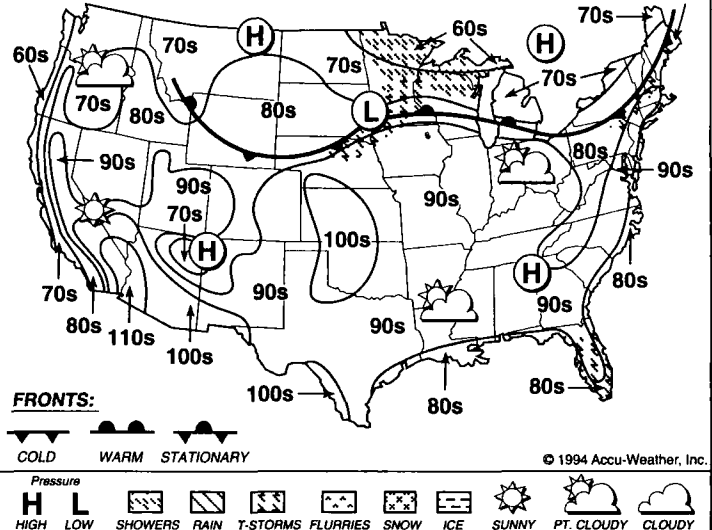 60s 70s
70s H H
60s 70s 70s
70s 80s 80s L
90s 80s 90s
90s 90s
70s 100s
H H
70s 90s 90s 80s
80s 110s 90s
100s
100s 80s 80s
FRONTS:
COLD WARM STATIONARY
© 1994 Accu-Weather, Inc.
Pressure
H L
HIGH LOW SHOWERS RAIN T-STORMS FLURRIES SNOW ICE SUNNY PT. CLOUDY CLOUDY